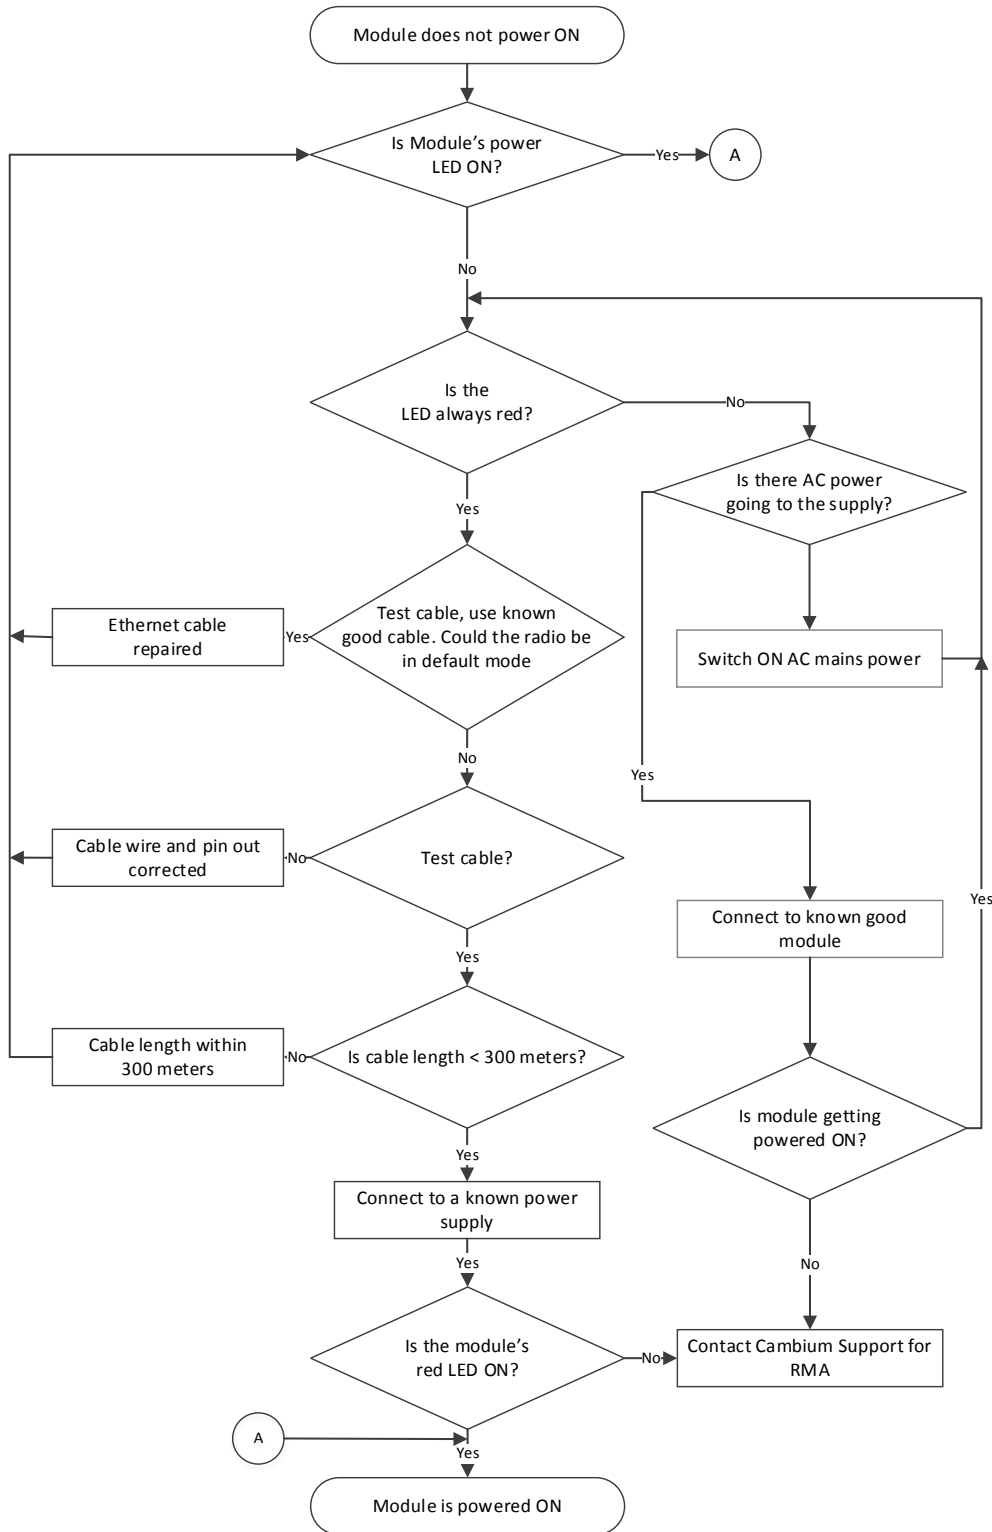 Module does not power ON
Is Module's power
LED ON?
Yes
A
No
Is the
LED always red?
No
Is there AC power
going to the supply?
Yes
Test cable, use known
good cable. Could the radio be
in default mode
Yes
Ethernet cable
repaired
Switch ON AC mains power
No
Yes
Test cable?
No
Cable wire and pin out
corrected
Connect to known good
module
Yes
Yes
Is cable length < 300 meters?
No
Cable length within
300 meters
Is module getting
powered ON?
Yes
Connect to a known power
supply
Yes
No
Is the module's
red LED ON?
No
Contact Cambium Support for
RMA
A
Yes
Module is powered ON